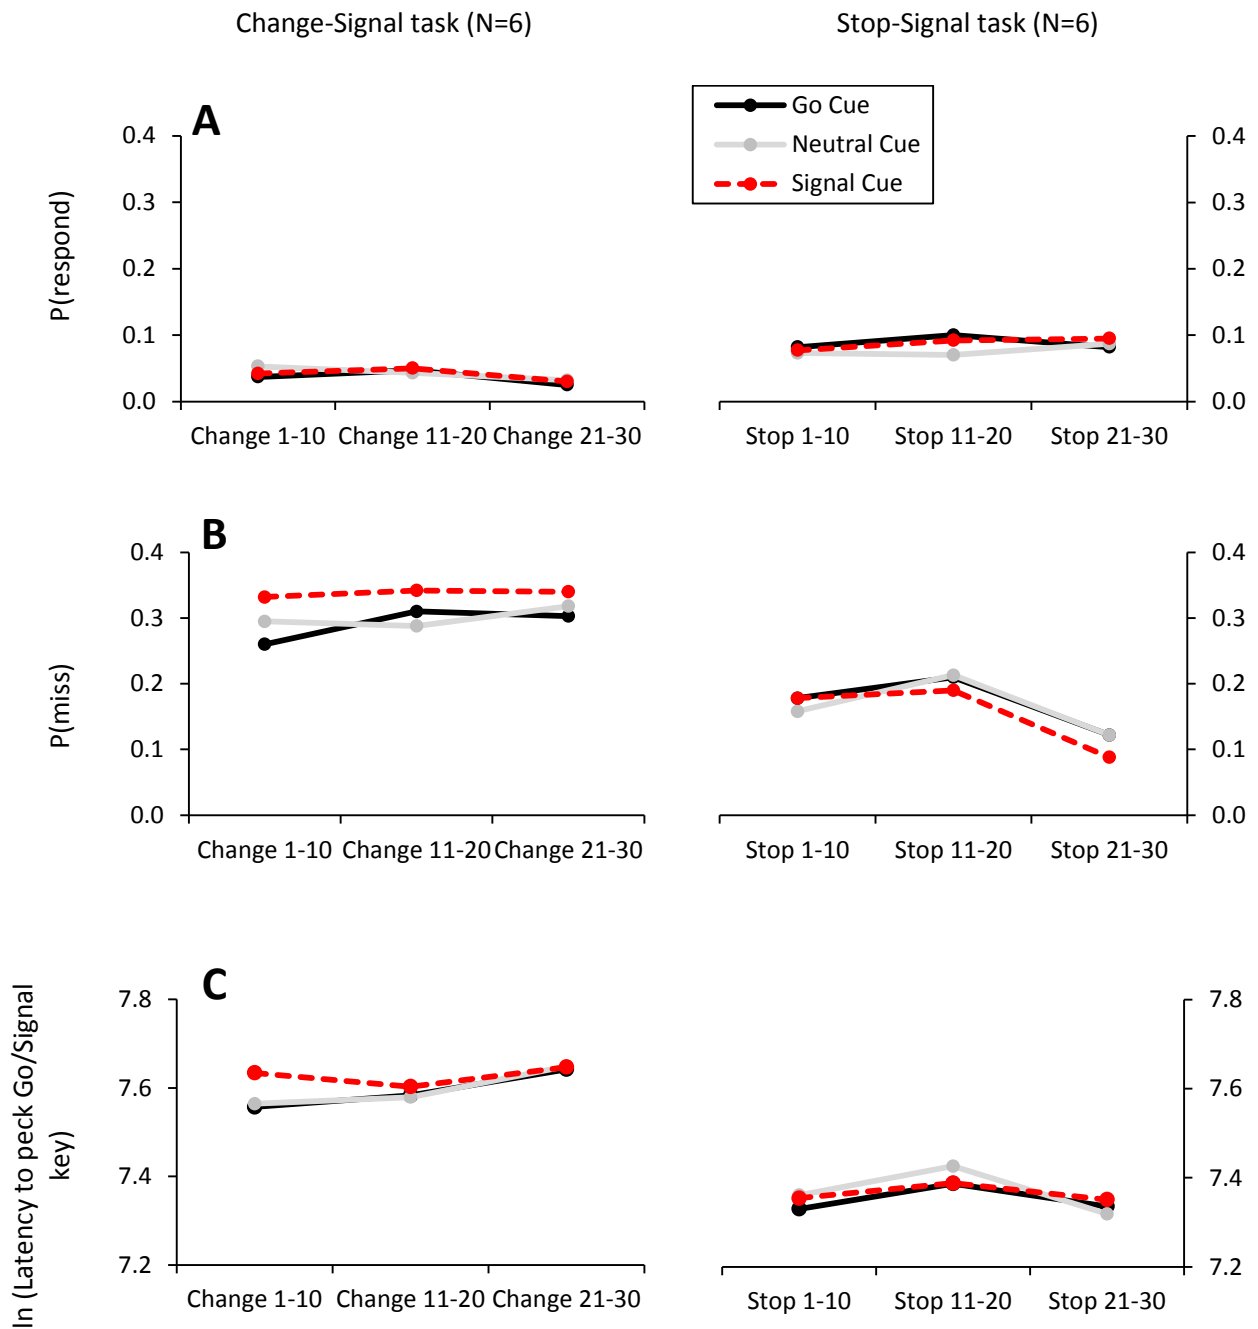 Change-Signal task (N=6)
Stop-Signal task (N=6)
Go Cue
Neutral Cue
Signal Cue
A
P(respond)
0.4
0.3
0.2
0.1
0.0
Change 1-10 Change 11-20 Change 21-30
0.4
0.3
0.2
0.1
0.0
Stop 1-10 Stop 11-20 Stop 21-30
B
P(miss)
0.4
0.3
0.2
0.1
0.0
Change 1-10 Change 11-20 Change 21-30
0.4
0.3
0.2
0.1
0.0
Stop 1-10 Stop 11-20 Stop 21-30
C
ln (Latency to peck Go/Signal
key)
7.8
7.6
7.4
7.2
Change 1-10 Change 11-20 Change 21-30
7.8
7.6
7.4
7.2
Stop 1-10 Stop 11-20 Stop 21-30